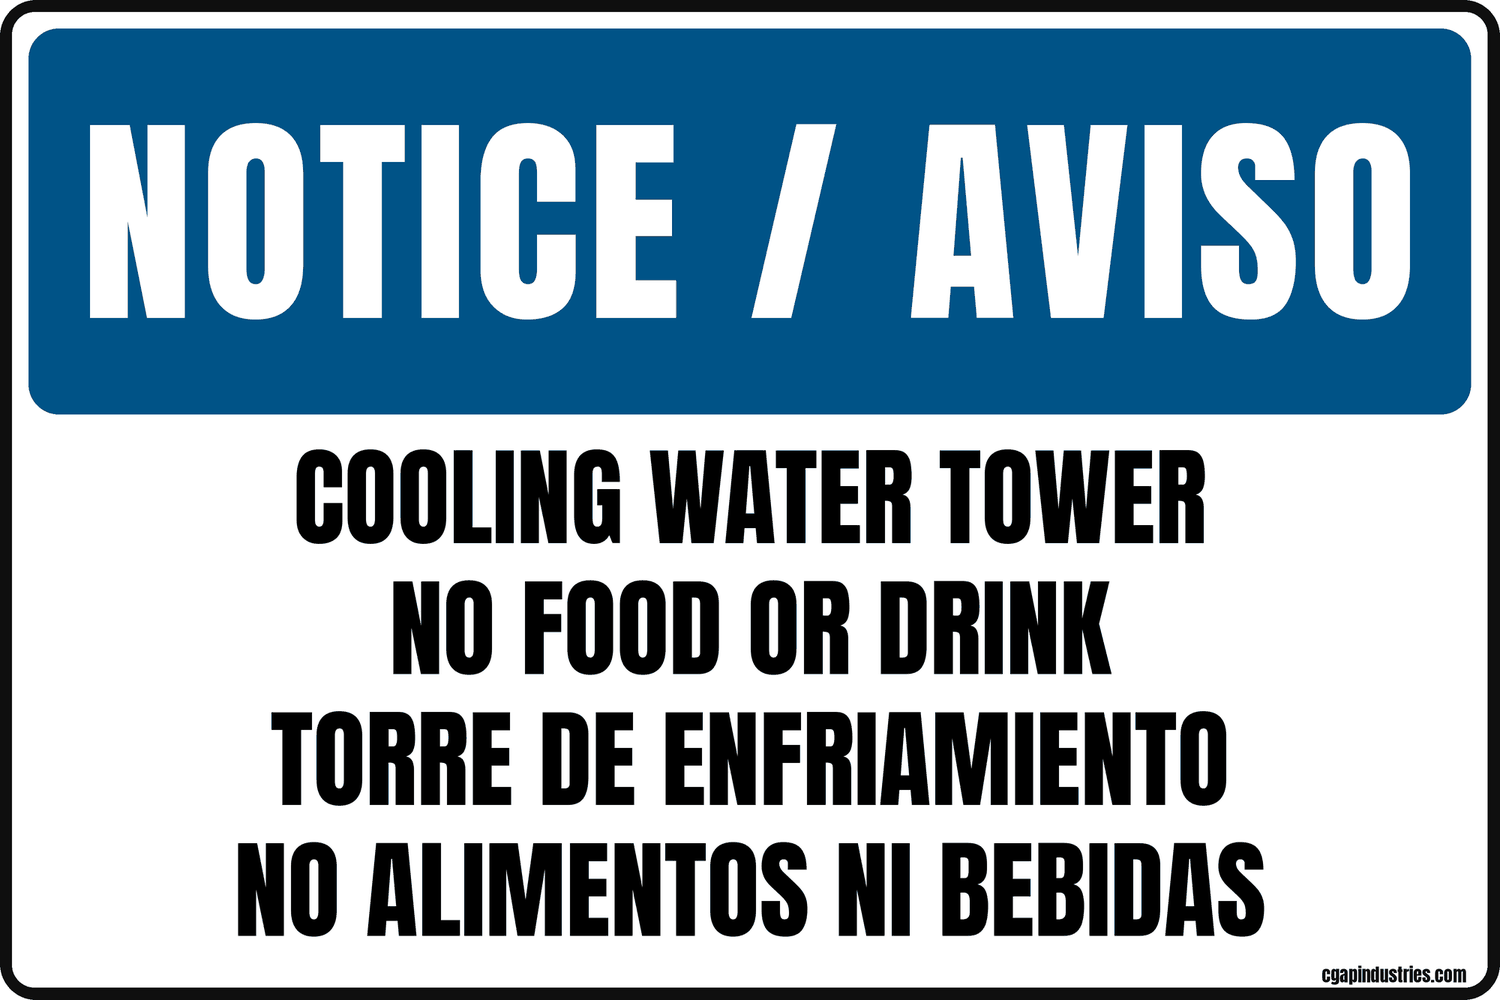 NOTICE / AVISO
COOLING WATER TOWER
NO FOOD OR DRINK
TORRE DE ENFRIAMIENTO
NO ALIMENTOS NI BEBIDAS
cgapindustries.com